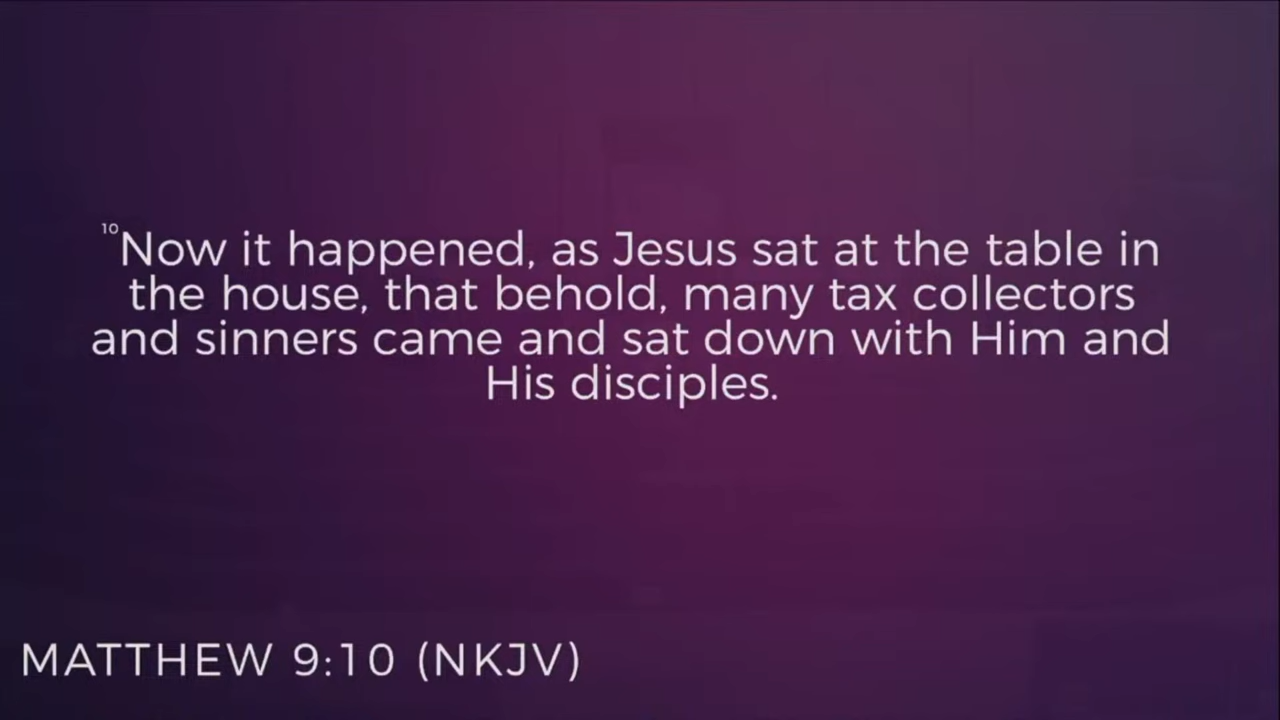 ¹⁰Now it happened, as Jesus sat at the table in
the house, that behold, many tax collectors
and sinners came and sat down with Him and
His disciples.
MATTHEW 9:10 (NKJV)